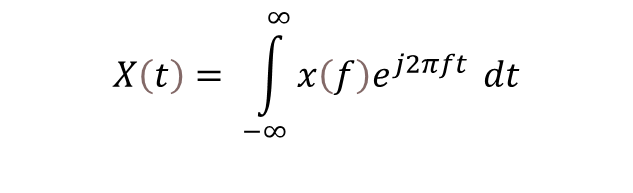 X(t) = ∫_{-∞}^{∞} x(f)e^{j2πft} dt